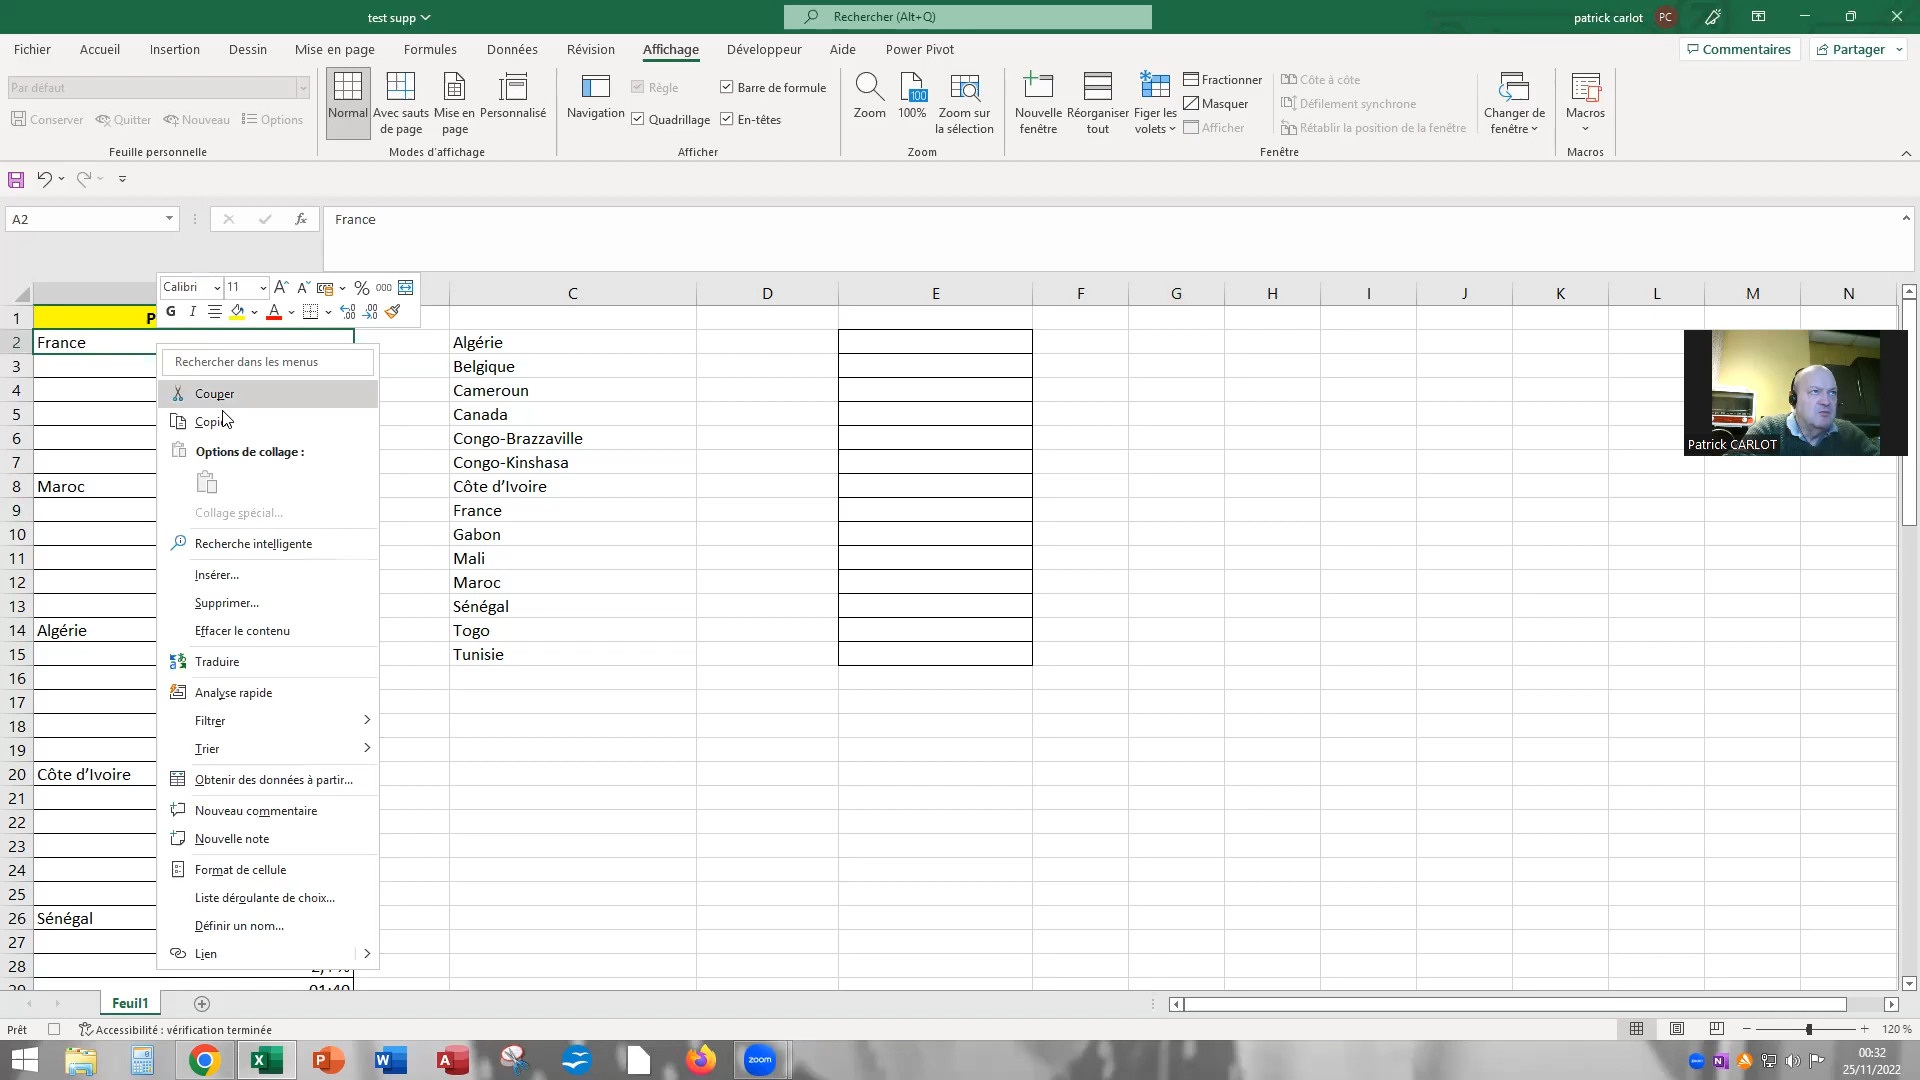 test supp
Rechercher (Alt+Q)
patrick carlot
PC
Fichier Accueil Insertion Dessin Mise en page Formules Données Révision Affichage Développeur Aide Power Pivot
Commentaires
Partager
Par défaut
Conserver Quitter Nouveau Options
Feuille personnelle
Normal
Avec sauts de page
Mise en page
Personnalisé
Modes d'affichage
Navigation
Règle
Barre de formule
Quadrillage
En-têtes
Afficher
Zoom
100
100%
Zoom sur la sélection
Zoom
Nouvelle fenêtre
Réorganiser tout
Figer les volets
Fractionner
Masquer
Afficher
Côte à côte
Défilement synchrone
Rétablir la position de la fenêtre
Fenêtre
Changer de fenêtre
Macros
Macros
A2
fx
France
Calibri 11 A A % 000
G I A ,00 ,00
C D E F G H I J K L M N
1 P
2 France Algérie
3 Belgique
4 Cameroun
5 Canada
6 Congo-Brazzaville
7 Congo-Kinshasa
8 Maroc Côte d’Ivoire
9 France
10 Gabon
11 Mali
12 Maroc
13 Sénégal
14 Algérie Togo
15 Tunisie
16
17
18
19
20 Côte d’Ivoire
21
22
23
24
25
26 Sénégal
27
28
29 01:40
Rechercher dans les menus
Couper
Options de collage :
Collage spécial...
Recherche intelligente
Insérer...
Supprimer...
Effacer le contenu
Traduire
Analyse rapide
Filtrer
Trier
Obtenir des données à partir...
Nouveau commentaire
Nouvelle note
Format de cellule
Liste déroulante de choix...
Définir un nom...
Lien
Patrick CARLOT
Feuil1
Prêt
Accessibilité : vérification terminée
120 %
zoom
00:32
25/11/2022